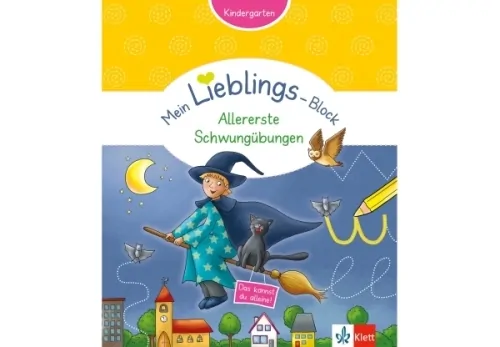 Kindergarten
Mein Lieblings-Block
Allererste
Schwungübungen
Das kannst
du alleine!
Klett